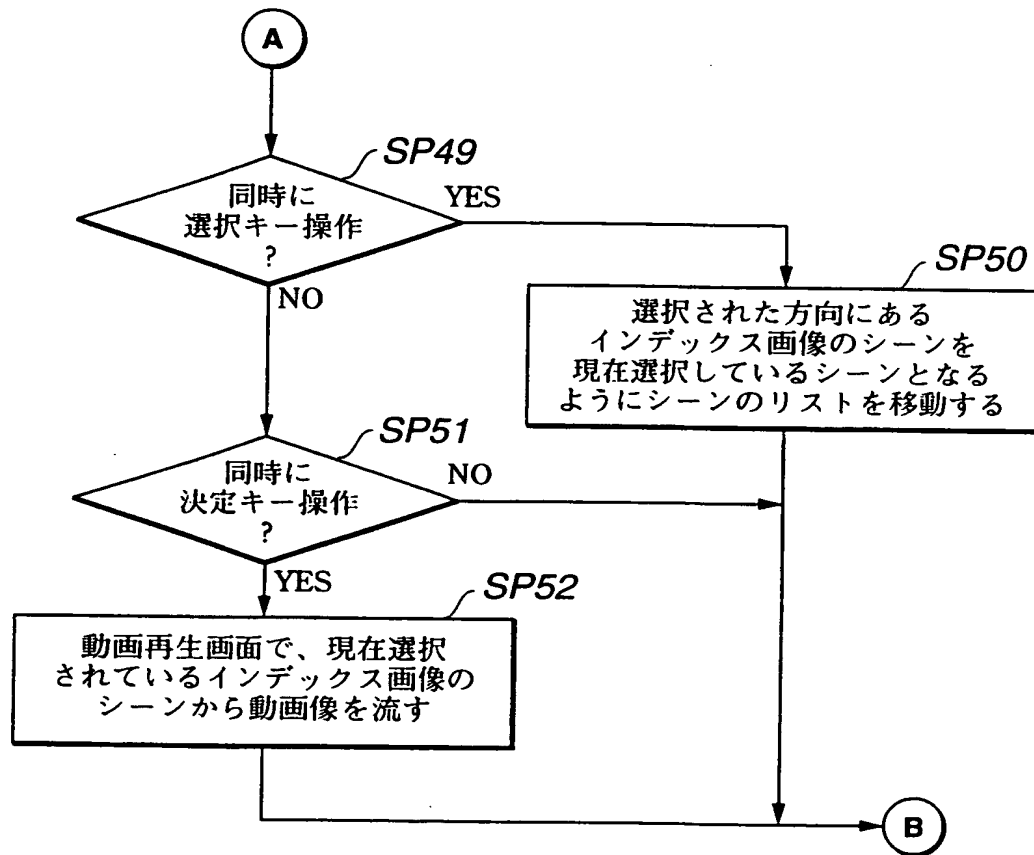 A
SP49
同時に
選択キー操作
?
YES
NO
SP50
選択された方向にある
インデックス画像のシーンを
現在選択しているシーンとなる
ようにシーンのリストを移動する
SP51
同時に
決定キー操作
?
NO
YES
SP52
動画再生画面で、現在選択
されているインデックス画像の
シーンから動画像を流す
B